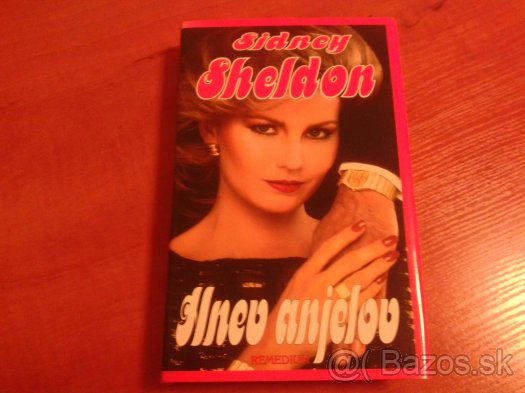 Sidney
Sheldon
Hnev anjelov
@( Bazos.sk